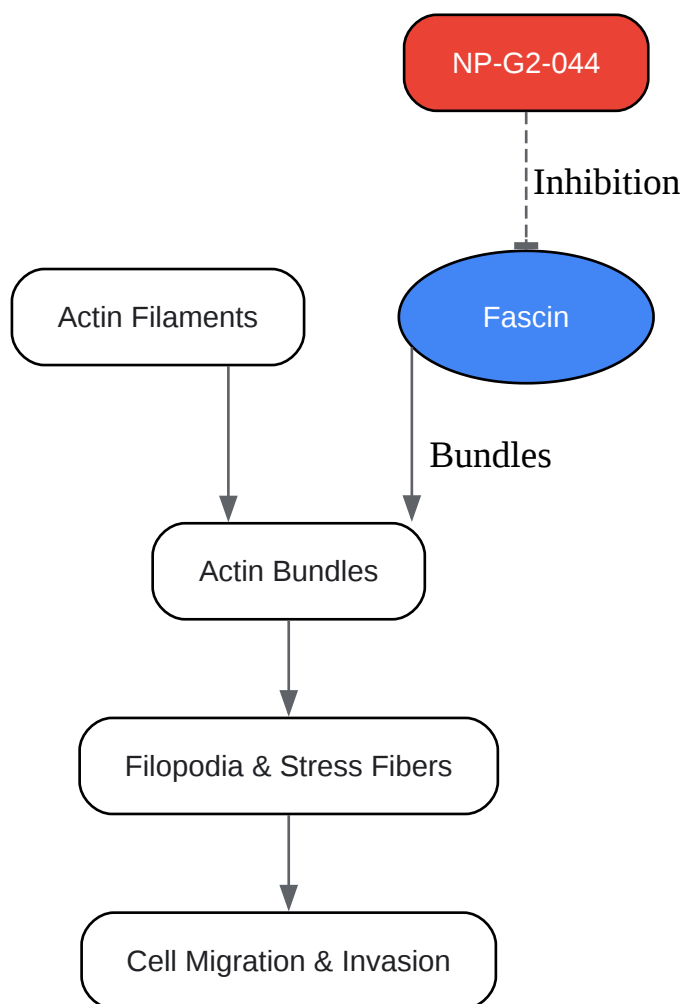 NP-G2-044
Inhibition
Actin Filaments
Fascin
Bundles
Actin Bundles
Filopodia & Stress Fibers
Cell Migration & Invasion